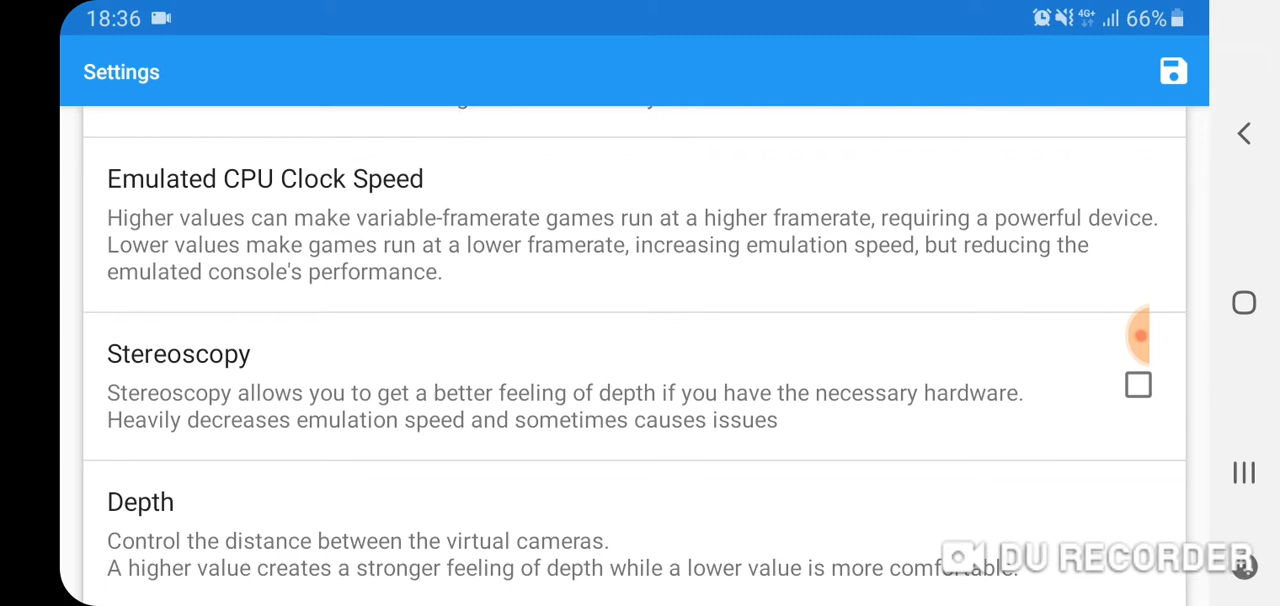 18:36 4G+ 66%
Settings
Emulated CPU Clock Speed
Higher values can make variable-framerate games run at a higher framerate, requiring a powerful device.
Lower values make games run at a lower framerate, increasing emulation speed, but reducing the
emulated console's performance.
Stereoscopy
Stereoscopy allows you to get a better feeling of depth if you have the necessary hardware.
Heavily decreases emulation speed and sometimes causes issues
Depth
Control the distance between the virtual cameras.
A higher value creates a stronger feeling of depth while a lower value is more comfortable.
DU RECORDER